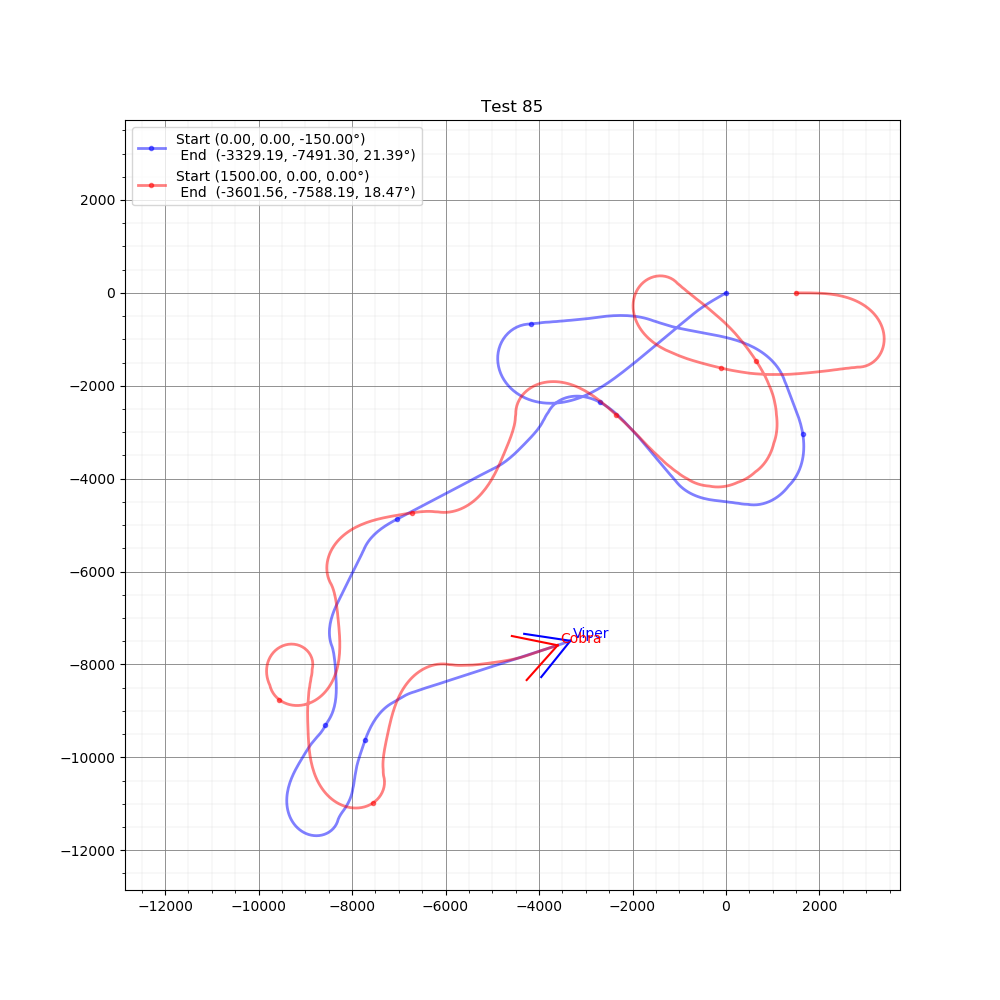 Test 85
Start (0.00, 0.00, -150.00°)
End (-3329.19, -7491.30, 21.39°)
Start (1500.00, 0.00, 0.00°)
End (-3601.56, -7588.19, 18.47°)
2000
0
−2000
−4000
−6000
−8000
−10000
−12000
Viper
Cobra
−12000 −10000 −8000 −6000 −4000 −2000 0 2000